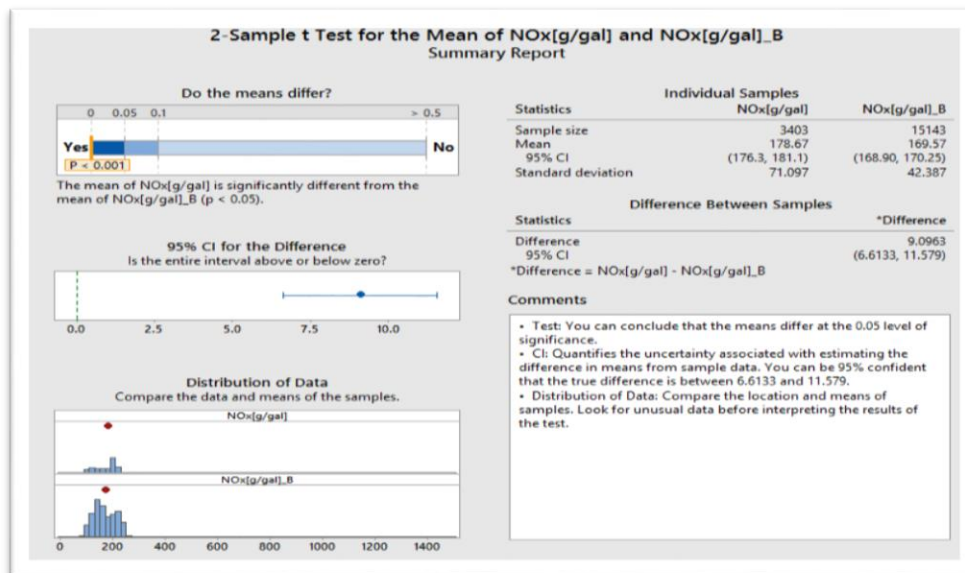 2-Sample t Test for the Mean of NOx[g/gal] and NOx[g/gal]_B
Summary Report
Do the means differ?
0 0.05 0.1 > 0.5
Yes No
P < 0.001
The mean of NOx[g/gal] is significantly different from the
mean of NOx[g/gal]_B (p < 0.05).
95% CI for the Difference
Is the entire interval above or below zero?
0.0 2.5 5.0 7.5 10.0
Distribution of Data
Compare the data and means of the samples.
NOx[g/gal]
NOx[g/gal]_B
0 200 400 600 800 1000 1200 1400
Individual Samples
Statistics NOx[g/gal] NOx[g/gal]_B
Sample size 3403 15143
Mean 178.67 169.57
95% CI (176.3, 181.1) (168.90, 170.25)
Standard deviation 71.097 42.387
Difference Between Samples
Statistics *Difference
Difference 9.0963
95% CI (6.6133, 11.579)
*Difference = NOx[g/gal] - NOx[g/gal]_B
Comments
• Test: You can conclude that the means differ at the 0.05 level of
significance.
• CI: Quantifies the uncertainty associated with estimating the
difference in means from sample data. You can be 95% confident
that the true difference is between 6.6133 and 11.579.
• Distribution of Data: Compare the location and means of
samples. Look for unusual data before interpreting the results of
the test.